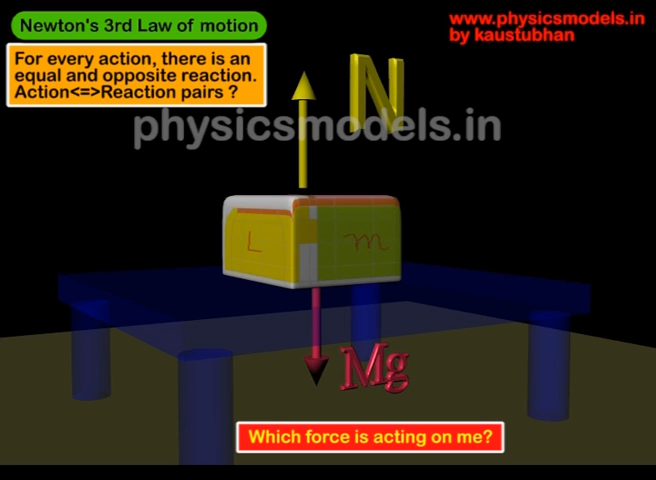 Newton's 3rd Law of motion
www.physicsmodels.in
by kaustubhan
For every action, there is an
equal and opposite reaction.
Action<=>Reaction pairs ?
N
physicsmodels.in
L
m
Mg
Which force is acting on me?